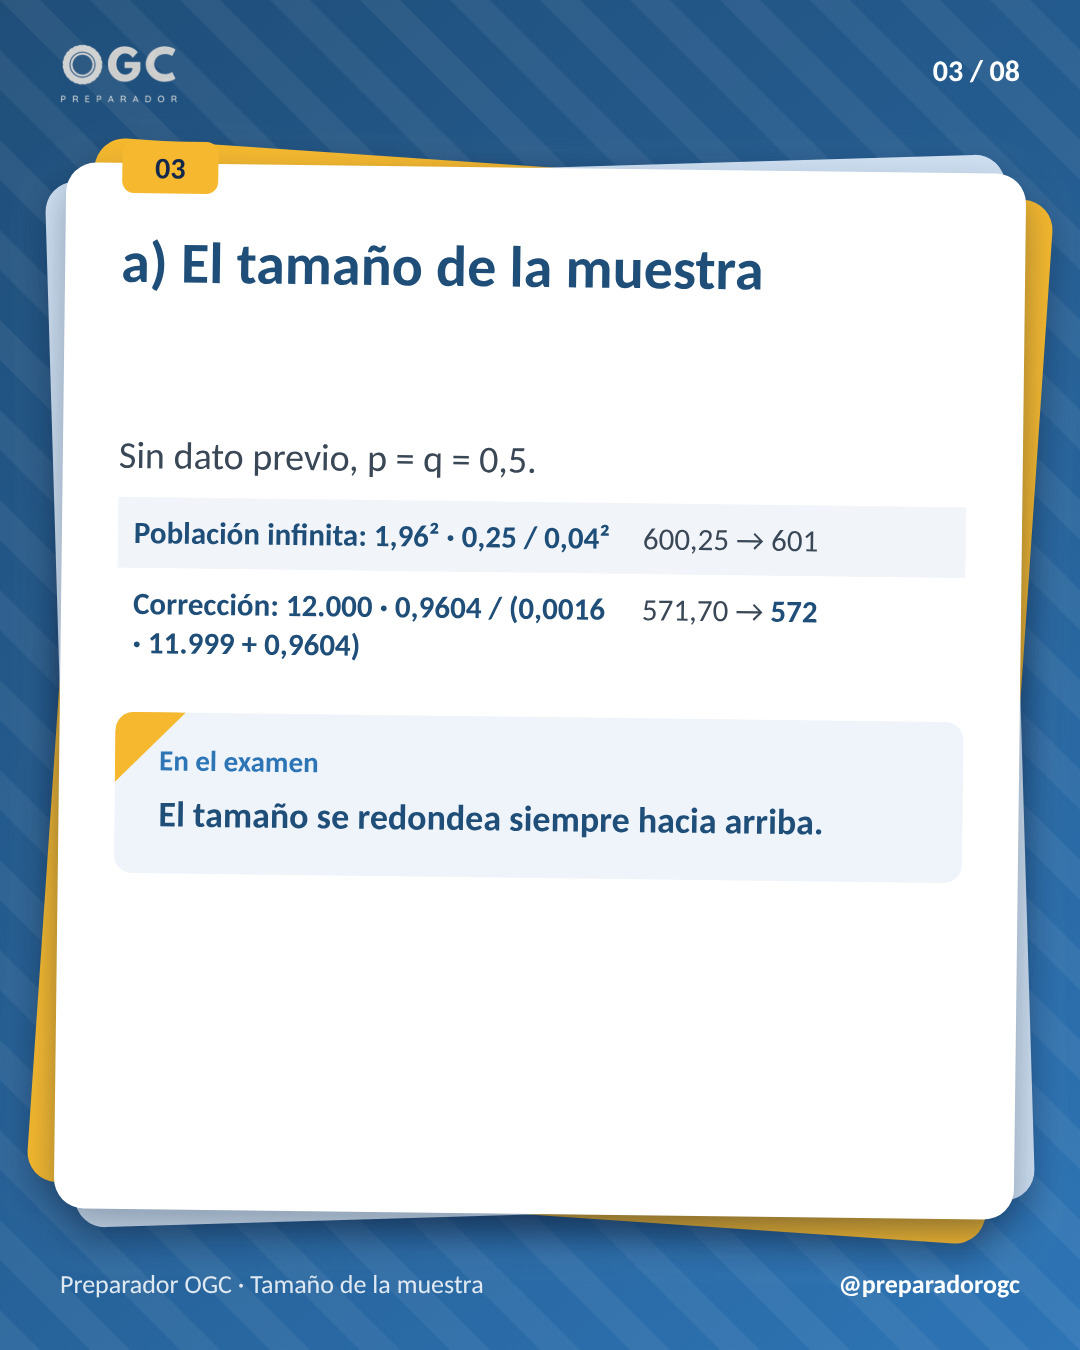 OGC
PREPARADOR
03 / 08
03
a) El tamaño de la muestra
Sin dato previo, p = q = 0,5.
Población infinita: 1,96² · 0,25 / 0,04² 600,25 → 601
Corrección: 12.000 · 0,9604 / (0,0016 571,70 → 572
· 11.999 + 0,9604)
En el examen
El tamaño se redondea siempre hacia arriba.
Preparador OGC · Tamaño de la muestra
@preparadorogc